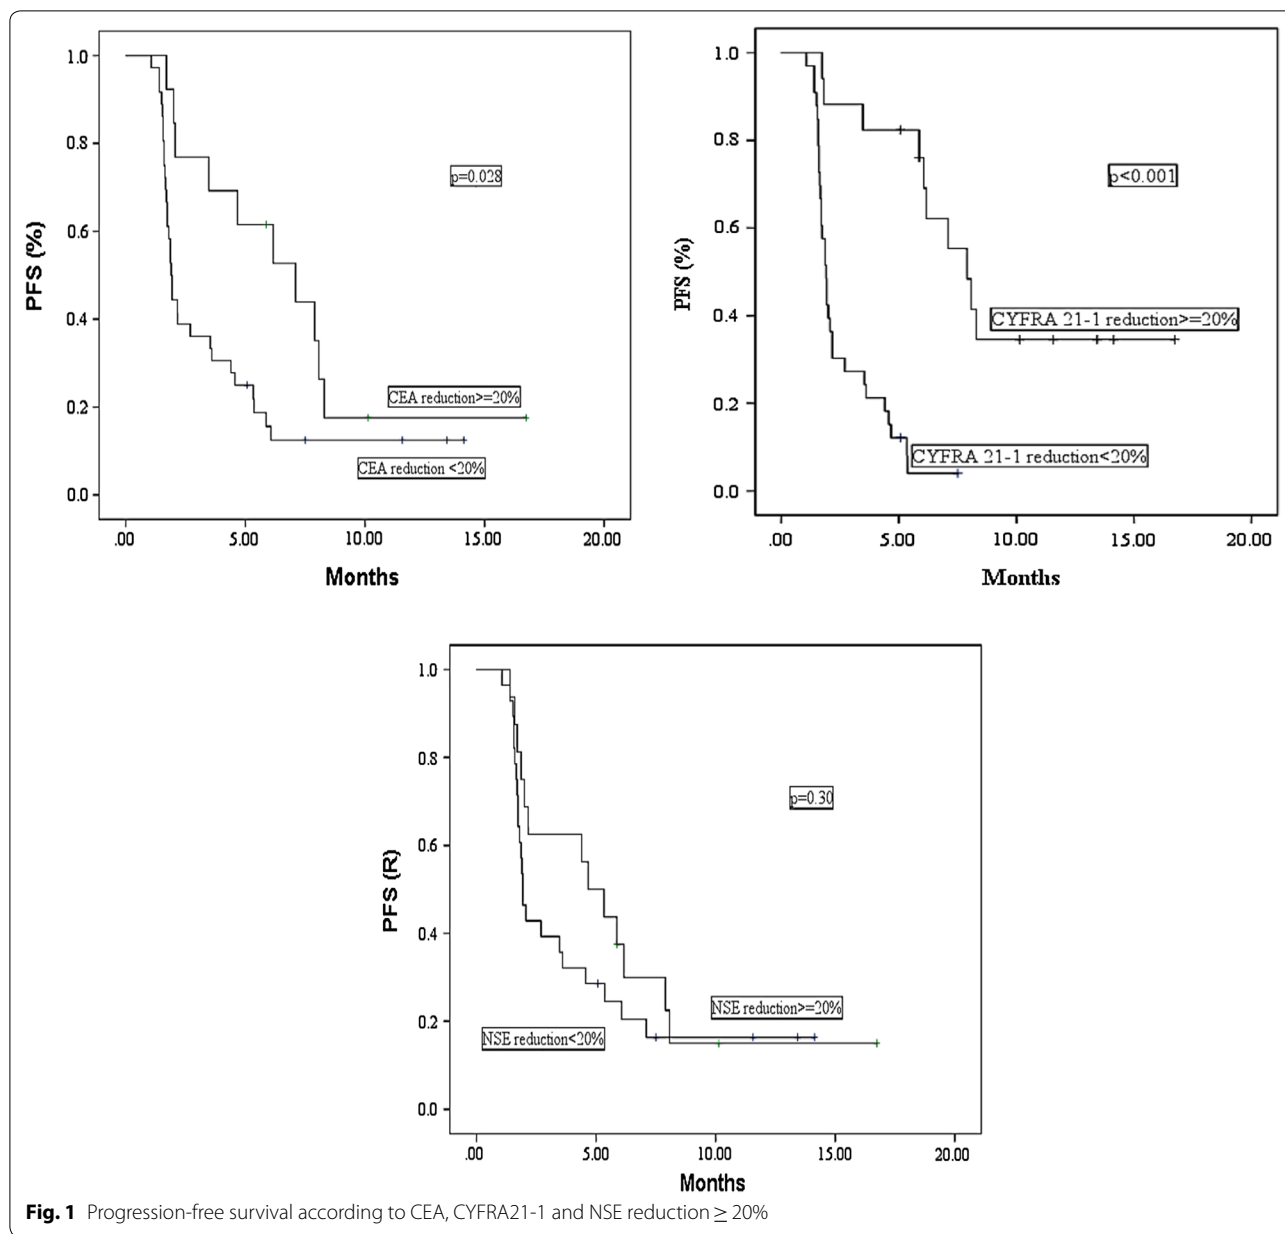 1.0
0.8
0.6
0.4
0.2
0.0
PFS (%)
p=0.028
CEA reduction>=20%
CEA reduction <20%
.00 5.00 10.00 15.00 20.00
Months
1.0
0.8
0.6
0.4
0.2
0.0
PFS (%)
p<0.001
CYFRA 21-1 reduction>=20%
CYFRA 21-1 reduction<20%
.00 5.00 10.00 15.00 20.00
Months
1.0
0.8
0.6
0.4
0.2
0.0
PFS (R)
p=0.30
NSE reduction>=20%
NSE reduction<20%
.00 5.00 10.00 15.00 20.00
Months
Fig. 1 Progression-free survival according to CEA, CYFRA21-1 and NSE reduction ≥ 20%